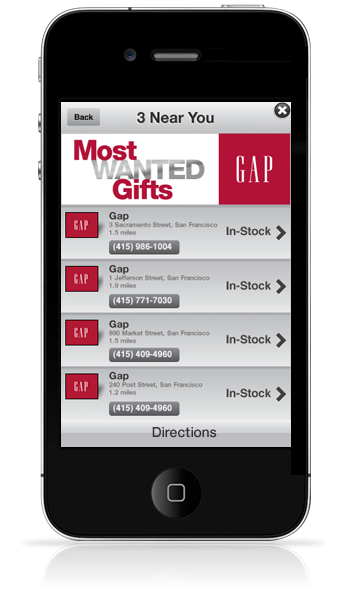 Back
3 Near You
Most
WANTED
Gifts
GAP
GAP
Gap
3 Sacramento Street, San Francisco
1.5 miles
(415) 986-1004
In-Stock
GAP
Gap
1 Jefferson Street, San Francisco
1.9 miles
(415) 771-7030
In-Stock
GAP
Gap
890 Market Street, San Francisco
1.5 miles
(415) 409-4960
In-Stock
GAP
Gap
240 Post Street, San Francisco
1.2 miles
(415) 409-4960
In-Stock
Directions